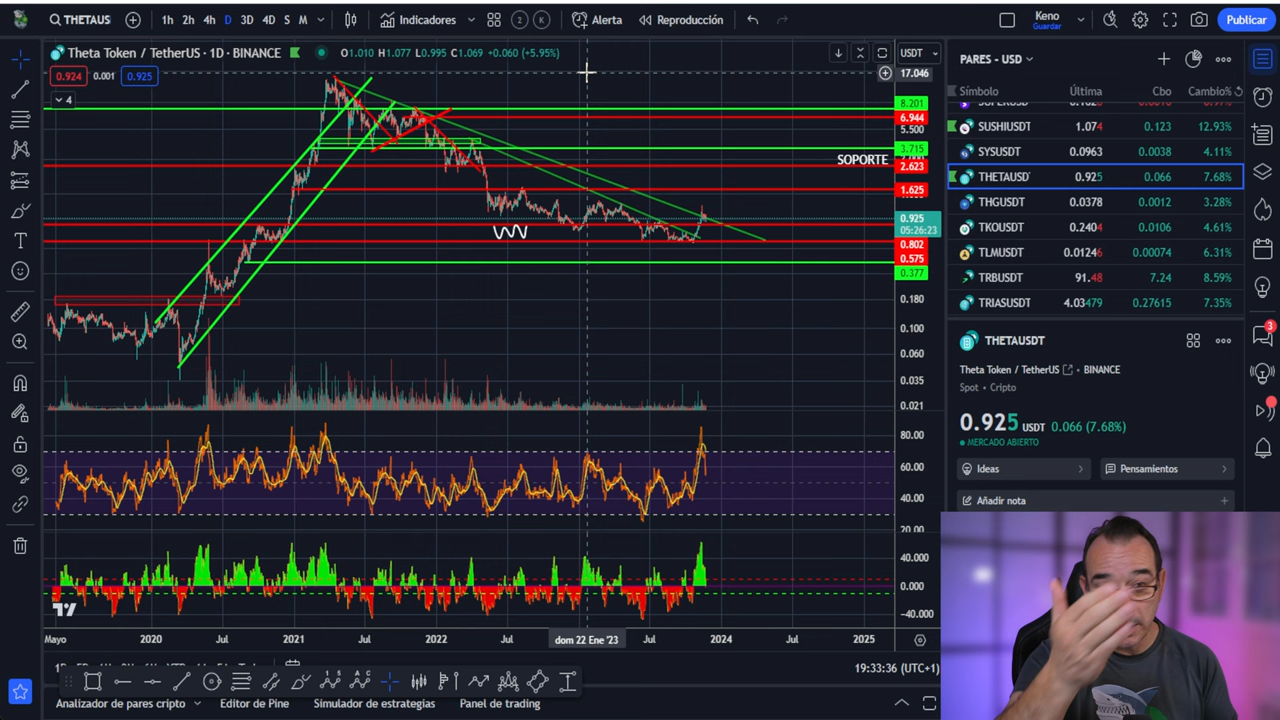 THETAUS
1h 2h 4h D 3D 4D S M
Indicadores
Alerta
Reproducción
Keno
Guardar
Publicar
Theta Token / TetherUS · 1D · BINANCE
O1.010 H1.077 L0.995 C1.069 +0.060 (+5.95%)
USDT
0.924 0.001 0.925
4
17.046
8.201
6.944
5.500
3.715
SOPORTE
2.623
1.625
0.925
05:26:23
0.802
0.575
0.377
0.180
0.100
0.060
0.035
0.021
80.00
60.00
40.00
20.00
40.000
0.000
-40.000
Mayo 2020 Jul 2021 Jul 2022 Jul dom 22 Ene '23 Jul 2024 Jul 2025
19:33:36 (UTC+1)
Analizador de pares cripto
Editor de Pine
Simulador de estrategias
Panel de trading
PARES - USD
Símbolo Última Cbo Cambio%
SUSHIUSDT 1.074 0.123 12.93%
SYSUSDT 0.0963 0.0038 4.11%
THETAUSD 0.925 0.066 7.68%
THGUSDT 0.0378 0.0012 3.28%
TKOUSDT 0.2404 0.0106 4.61%
TLMUSDT 0.01246 0.00074 6.31%
TRBUSDT 91.48 7.24 8.59%
TRIASUSDT 4.03479 0.27615 7.35%
THETAUSDT
Theta Token / TetherUS · BINANCE
Spot · Cripto
0.925 USDT 0.066 (7.68%)
MERCADO ABIERTO
Ideas
Pensamientos
Añadir nota
3